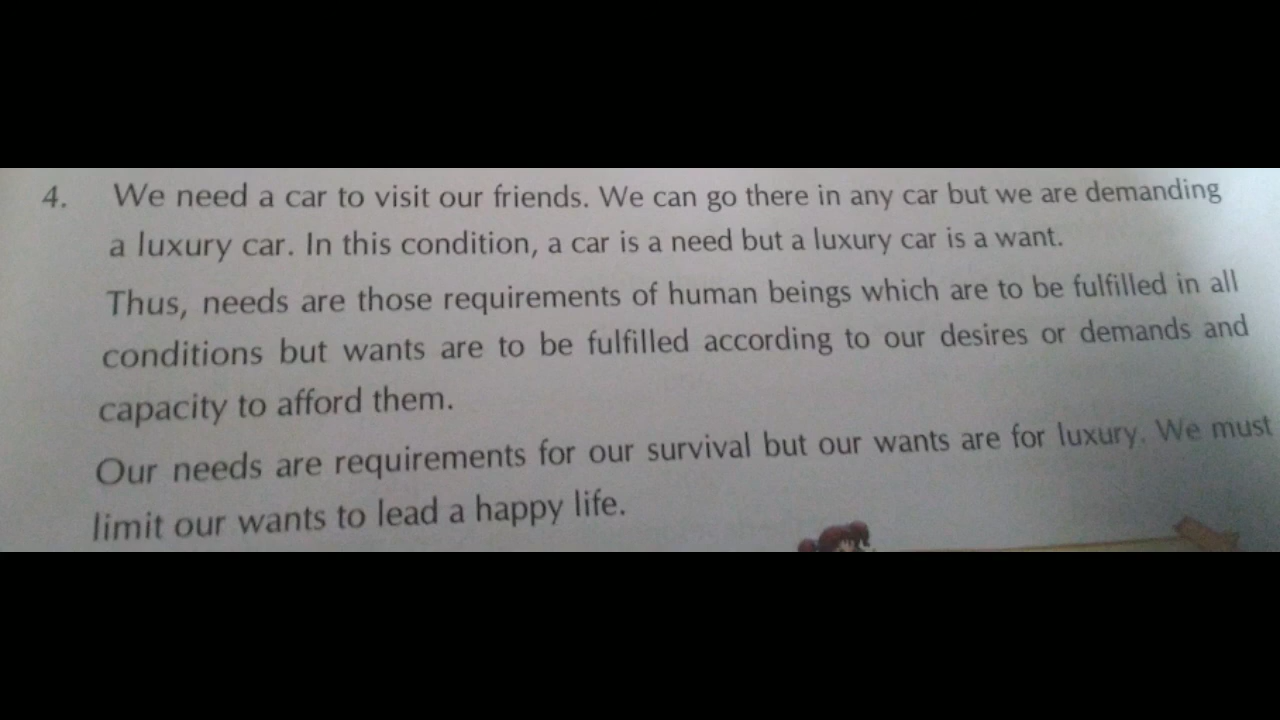 4. We need a car to visit our friends. We can go there in any car but we are demanding
a luxury car. In this condition, a car is a need but a luxury car is a want.
Thus, needs are those requirements of human beings which are to be fulfilled in all
conditions but wants are to be fulfilled according to our desires or demands and
capacity to afford them.
Our needs are requirements for our survival but our wants are for luxury. We must
limit our wants to lead a happy life.